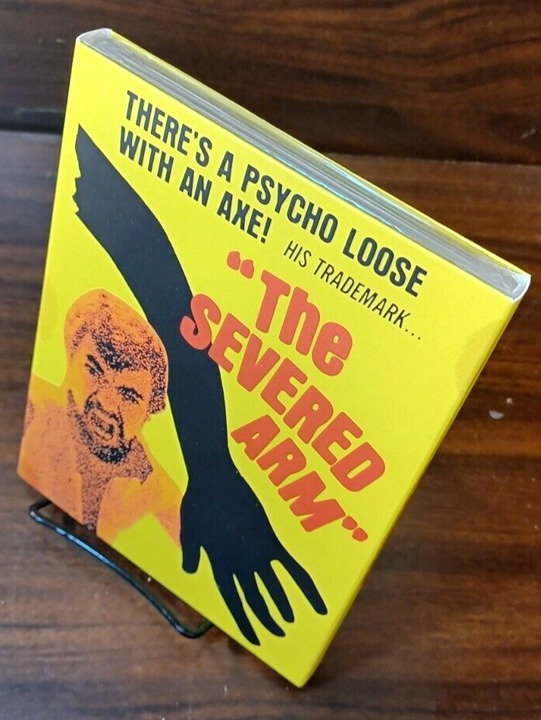 THERE'S A PSYCHO LOOSE
WITH AN AXE!
HIS TRADEMARK...
"The
SEVERED
ARM"